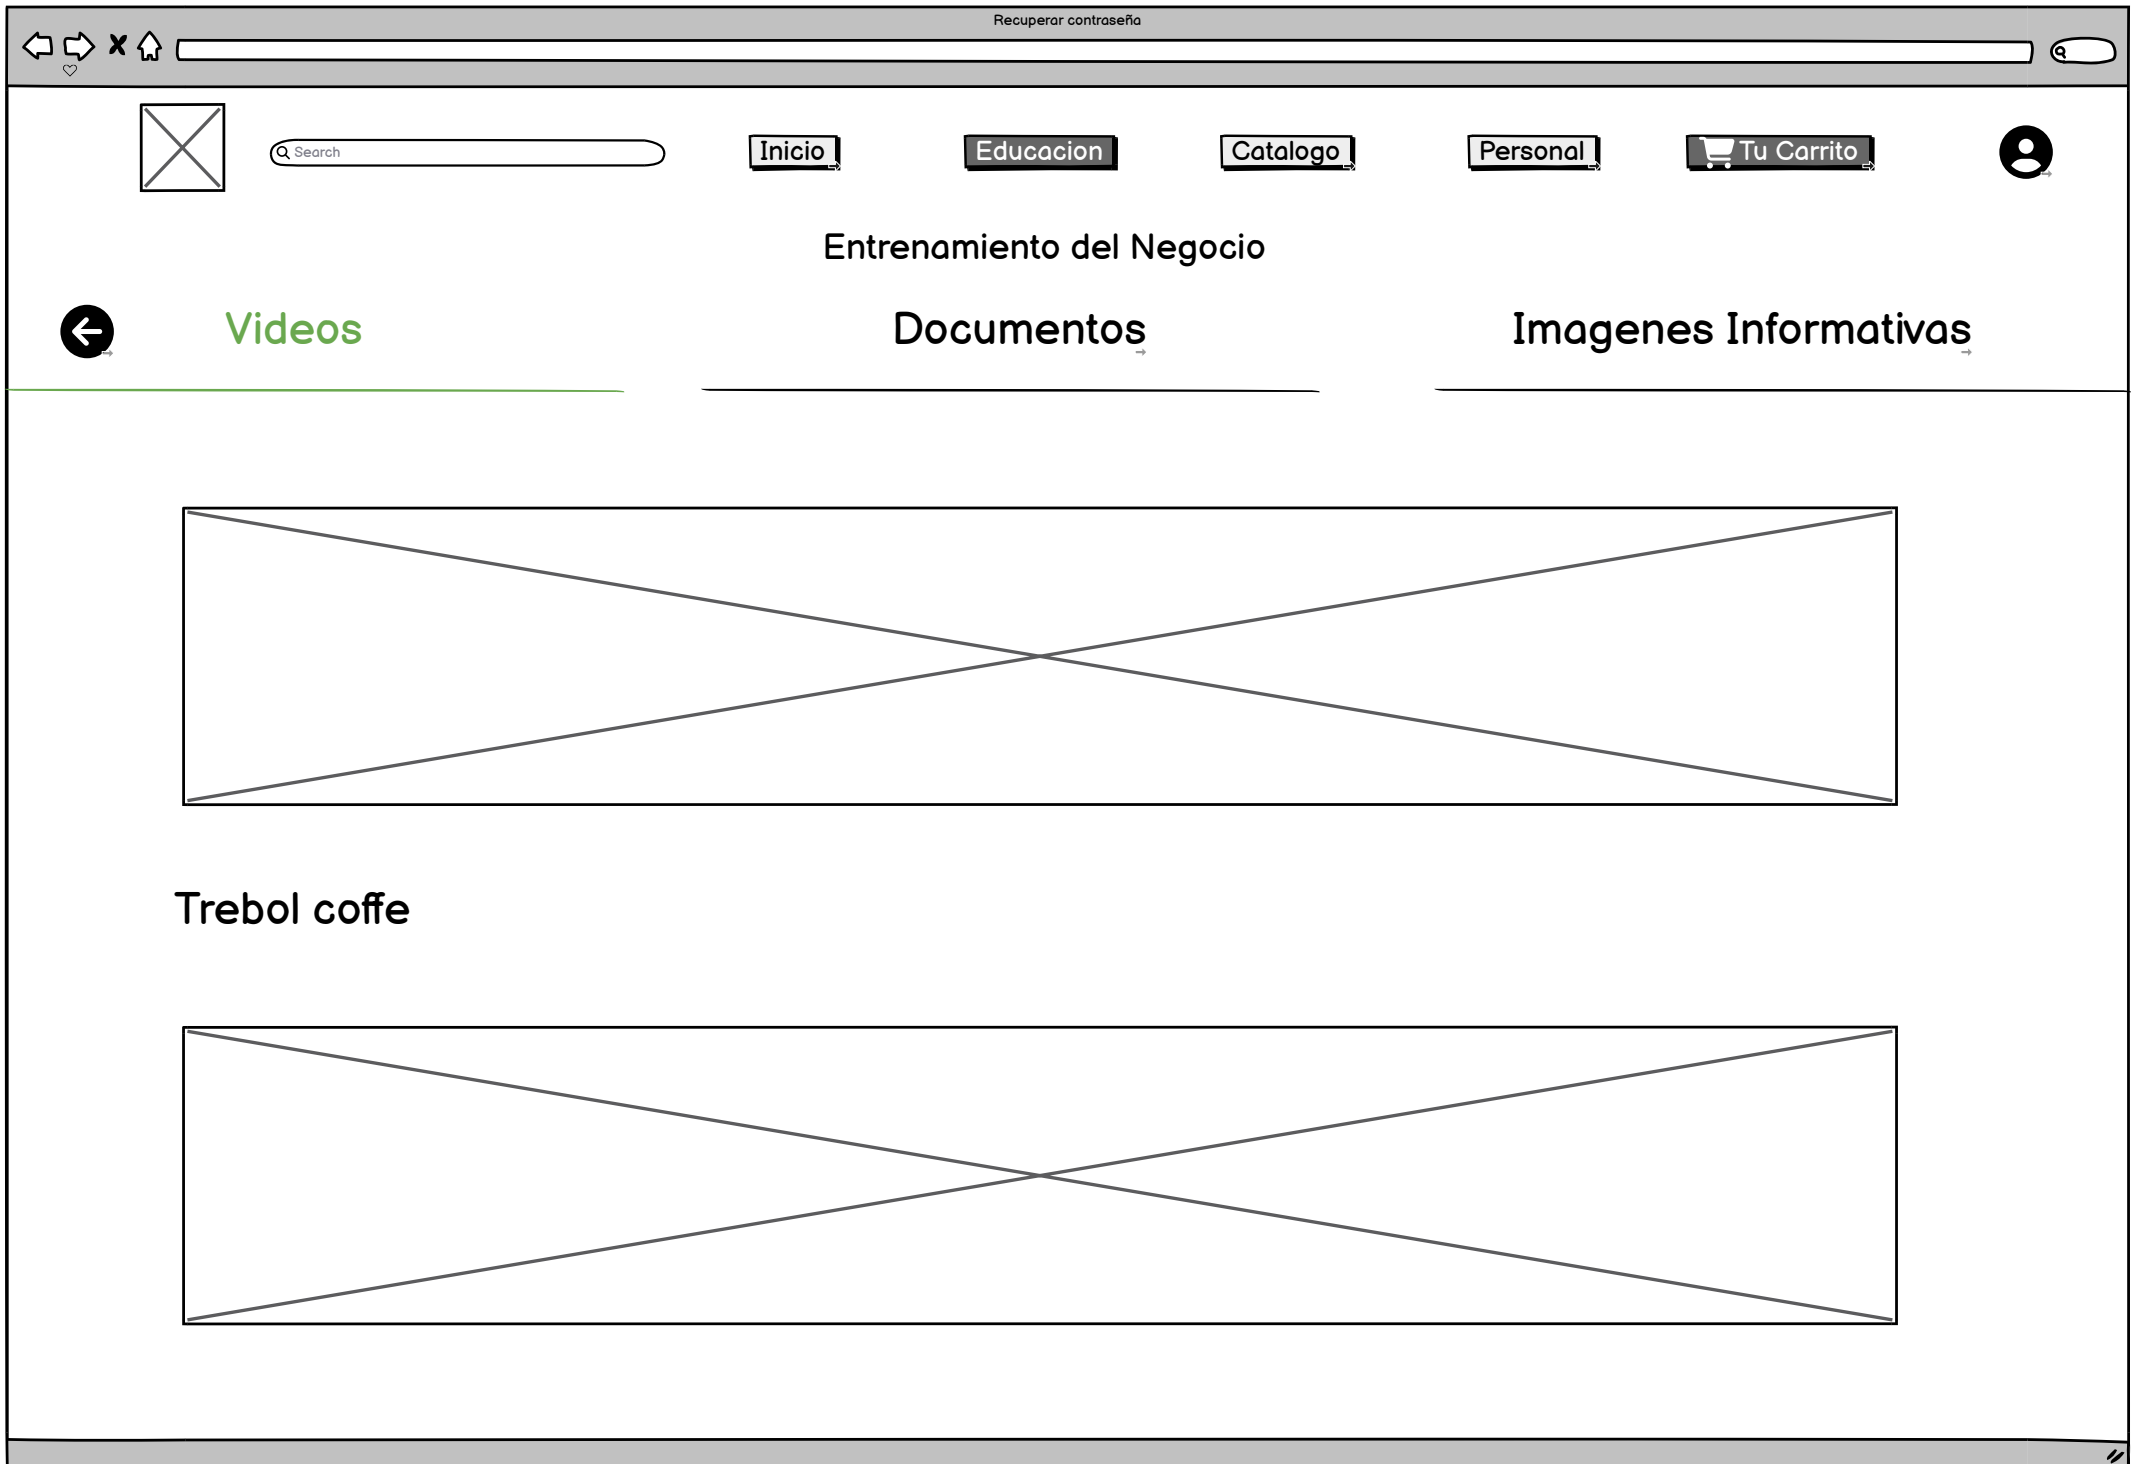 Recuperar contraseña
Search
Inicio
Educacion
Catalogo
Personal
Tu Carrito
Entrenamiento del Negocio
Videos
Documentos
Imagenes Informativas
Trebol coffe